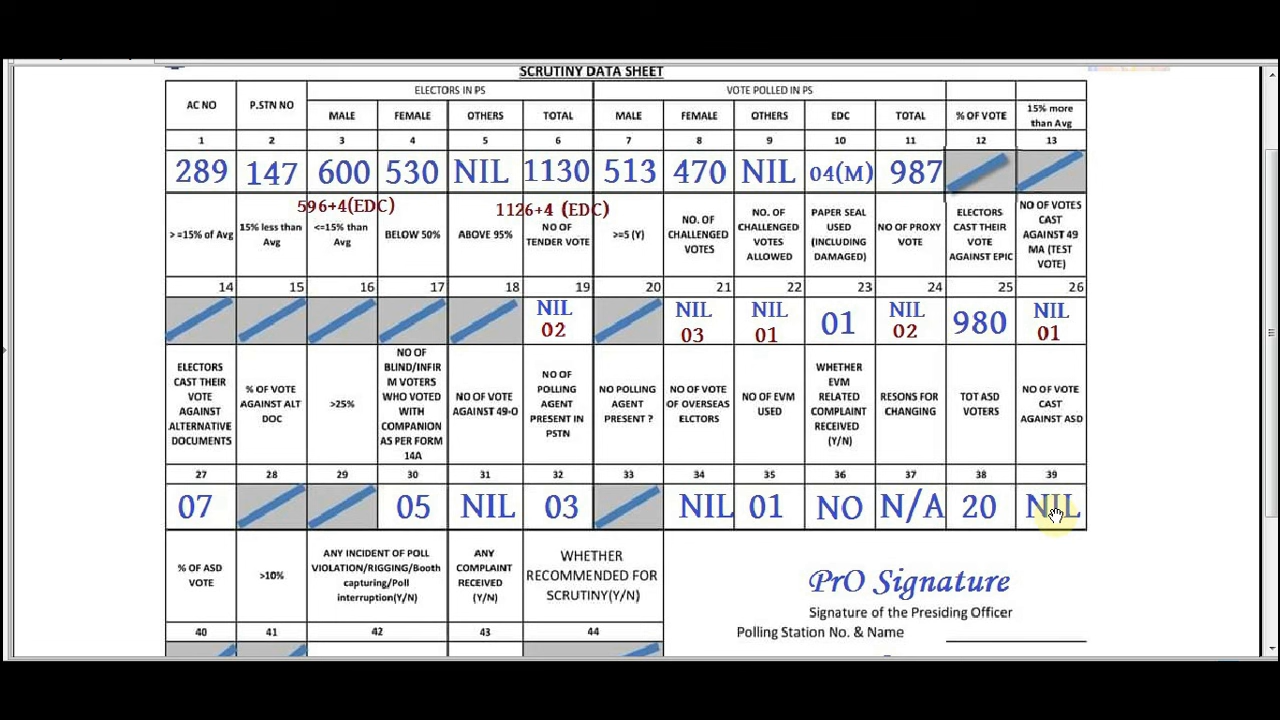 SCRUTINY DATA SHEET
AC NO P.STN NO ELECTORS IN PS VOTE POLLED IN PS
MALE FEMALE OTHERS TOTAL MALE FEMALE OTHERS EDC TOTAL % OF VOTE 15% more than Avg
1 2 3 4 5 6 7 8 9 10 11 12 13
289 147 600 530 NIL 1130 513 470 NIL 04(M) 987
596+4(EDC) 1126+4 (EDC)
> =15% of Avg 15% less than Avg <=15% than Avg BELOW 50% ABOVE 95% NO OF TENDER VOTE >=5 (Y) NO. OF CHALLENGED VOTES NO. OF CHALLENGED VOTES ALLOWED PAPER SEAL USED (INCLUDING DAMAGED) NO OF PROXY VOTE ELECTORS CAST THEIR VOTE AGAINST EPIC NO OF VOTES CAST AGAINST 49 MA (TEST VOTE)
14 15 16 17 18 19 20 21 22 23 24 25 26
NIL NIL NIL 01 NIL 980 NIL
02 03 01 02 01
ELECTORS CAST THEIR VOTE AGAINST ALTERNATIVE DOCUMENTS % OF VOTE AGAINST ALT DOC >25% NO OF BLIND/INFIR M VOTERS WHO VOTED WITH COMPANION AS PER FORM 14A NO OF VOTE AGAINST 49-O NO OF POLLING AGENT PRESENT IN PSTN NO POLLING AGENT PRESENT ? NO OF VOTE OF OVERSEAS ELCTORS NO OF EVM USED WHETHER EVM RELATED COMPLAINT RECEIVED (Y/N) RESONS FOR CHANGING TOT ASD VOTERS NO OF VOTE CAST AGAINST ASD
27 28 29 30 31 32 33 34 35 36 37 38 39
07 05 NIL 03 NIL 01 NO N/A 20 NIL
% OF ASD VOTE >10% ANY INCIDENT OF POLL VIOLATION/RIGGING/Booth capturing/Poll interruption(Y/N) ANY COMPLAINT RECEIVED (Y/N) WHETHER RECOMMENDED FOR SCRUTINY(Y/N)
PrO Signature
Signature of the Presiding Officer
40 41 42 43 44 Polling Station No. & Name